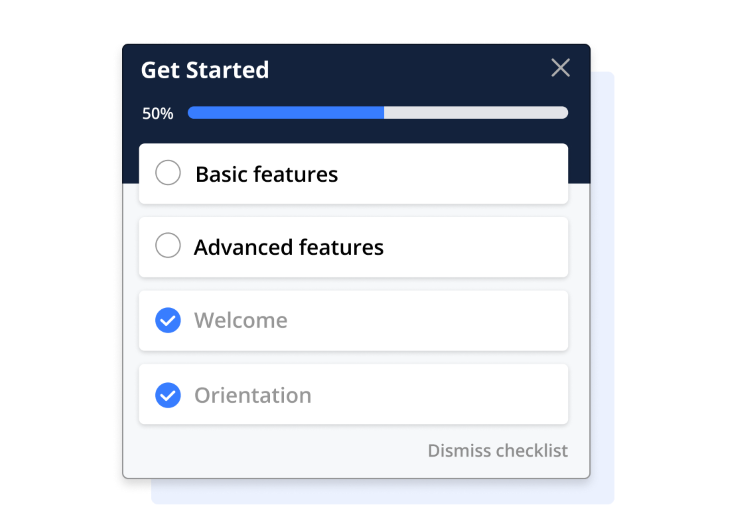 Get Started
50%
Basic features
Advanced features
Welcome
Orientation
Dismiss checklist